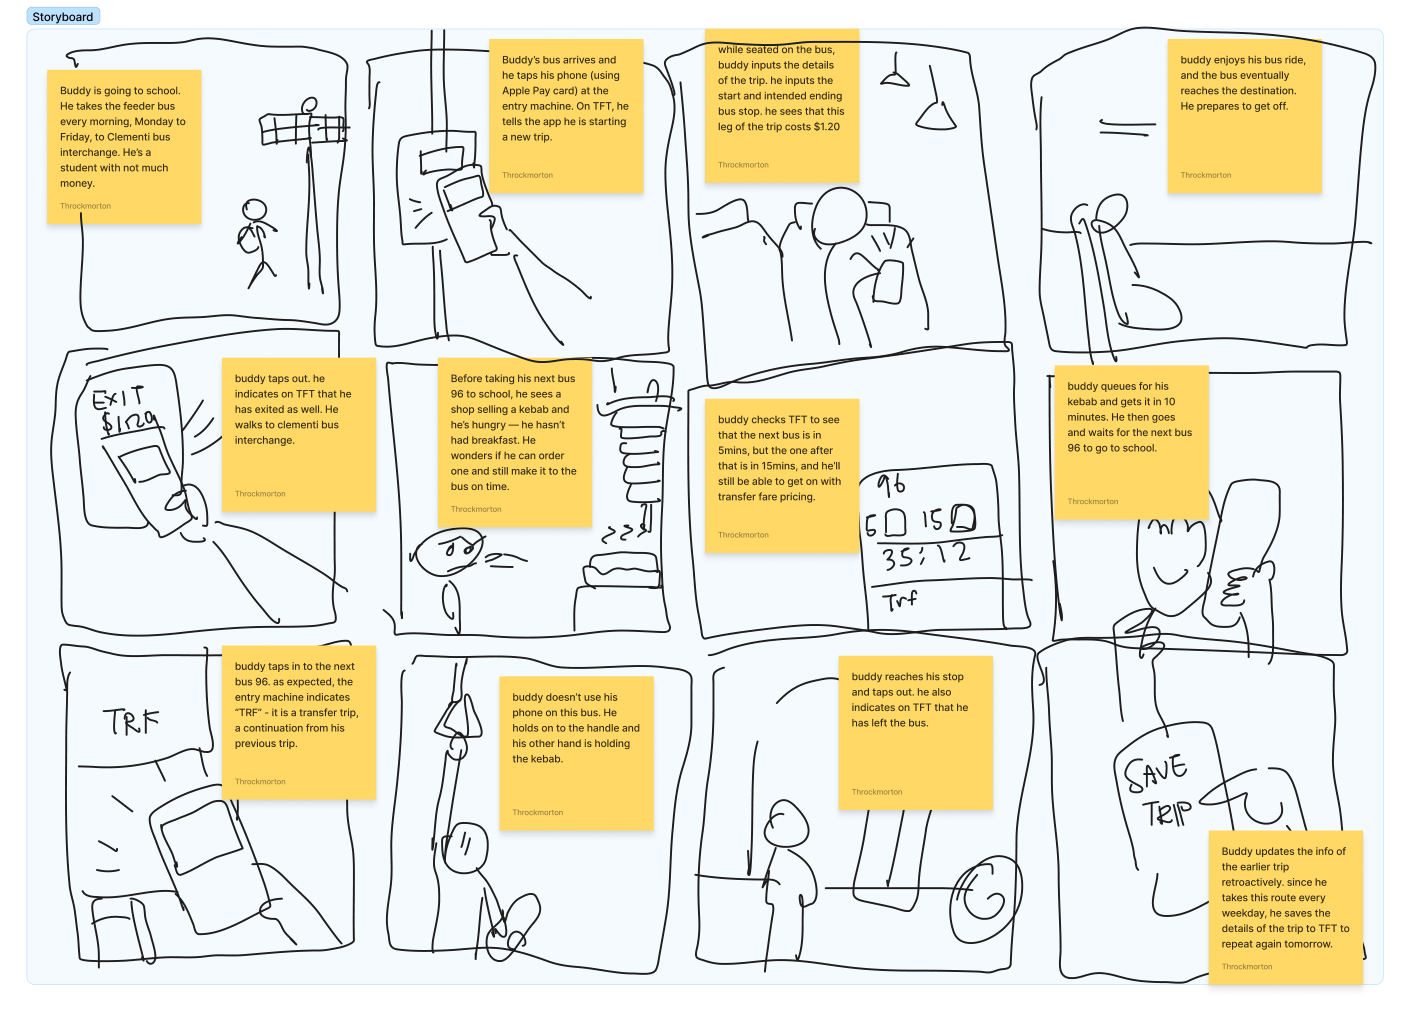 Storyboard
Buddy is going to school.
He takes the feeder bus
every morning, Monday to
Friday, to Clementi bus
interchange. He's a
student with not much
money.
Throckmorton
Buddy's bus arrives and
he taps his phone (using
Apple Pay card) at the
entry machine. On TFT, he
tells the app he is starting
a new trip.
Throckmorton
while seated on the bus,
buddy inputs the details
of the trip. he inputs the
start and intended ending
bus stop. he sees that this
leg of the trip costs $1.20
Throckmorton
buddy enjoys his bus ride,
and the bus eventually
reaches the destination.
He prepares to get off.
Throckmorton
EXIT
$1.20
buddy taps out. he
indicates on TFT that he
has exited as well. He
walks to clementi bus
interchange.
Throckmorton
Before taking his next bus
96 to school, he sees a
shop selling a kebab and
he's hungry — he hasn't
had breakfast. He
wonders if he can order
one and still make it to the
bus on time.
Throckmorton
buddy checks TFT to see
that the next bus is in
5mins, but the one after
that is in 15mins, and he'll
still be able to get on with
transfer fare pricing.
Throckmorton
96
5 15
35:12
Trf
buddy queues for his
kebab and gets it in 10
minutes. He then goes
and waits for the next bus
96 to go to school.
Throckmorton
TRF
buddy taps in to the next
bus 96. as expected, the
entry machine indicates
"TRF" - it is a transfer trip,
a continuation from his
previous trip.
Throckmorton
buddy doesn't use his
phone on this bus. He
holds on to the handle and
his other hand is holding
the kebab.
Throckmorton
buddy reaches his stop
and taps out. he also
indicates on TFT that he
has left the bus.
Throckmorton
SAVE
TRIP
Buddy updates the info of
the earlier trip
retroactively. since he
takes this route every
weekday, he saves the
details of the trip to TFT to
repeat again tomorrow.
Throckmorton